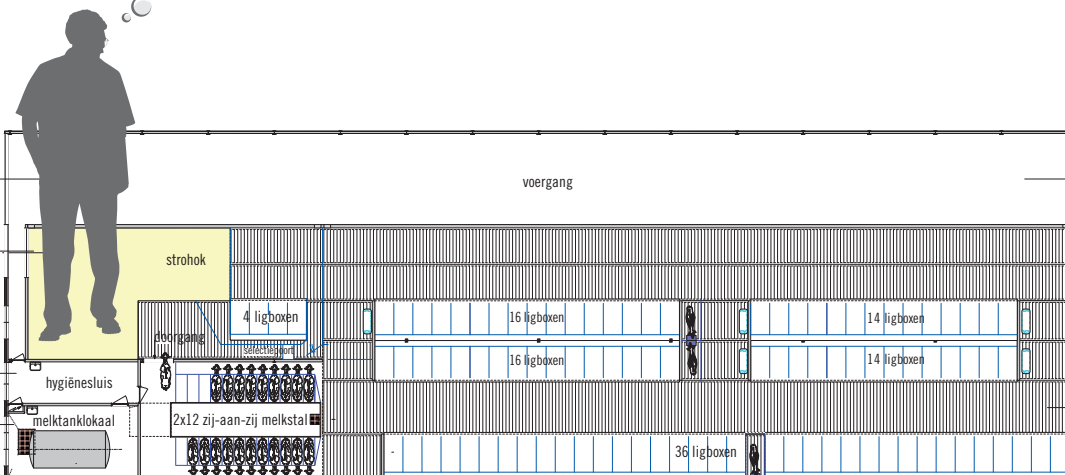 voergang
strohok
4 ligboxen
16 ligboxen
14 ligboxen
doorgang
selectiepoort
16 ligboxen
14 ligboxen
hygiënesluis
melktanklokaal
2x12 zij-aan-zij melkstal
36 ligboxen